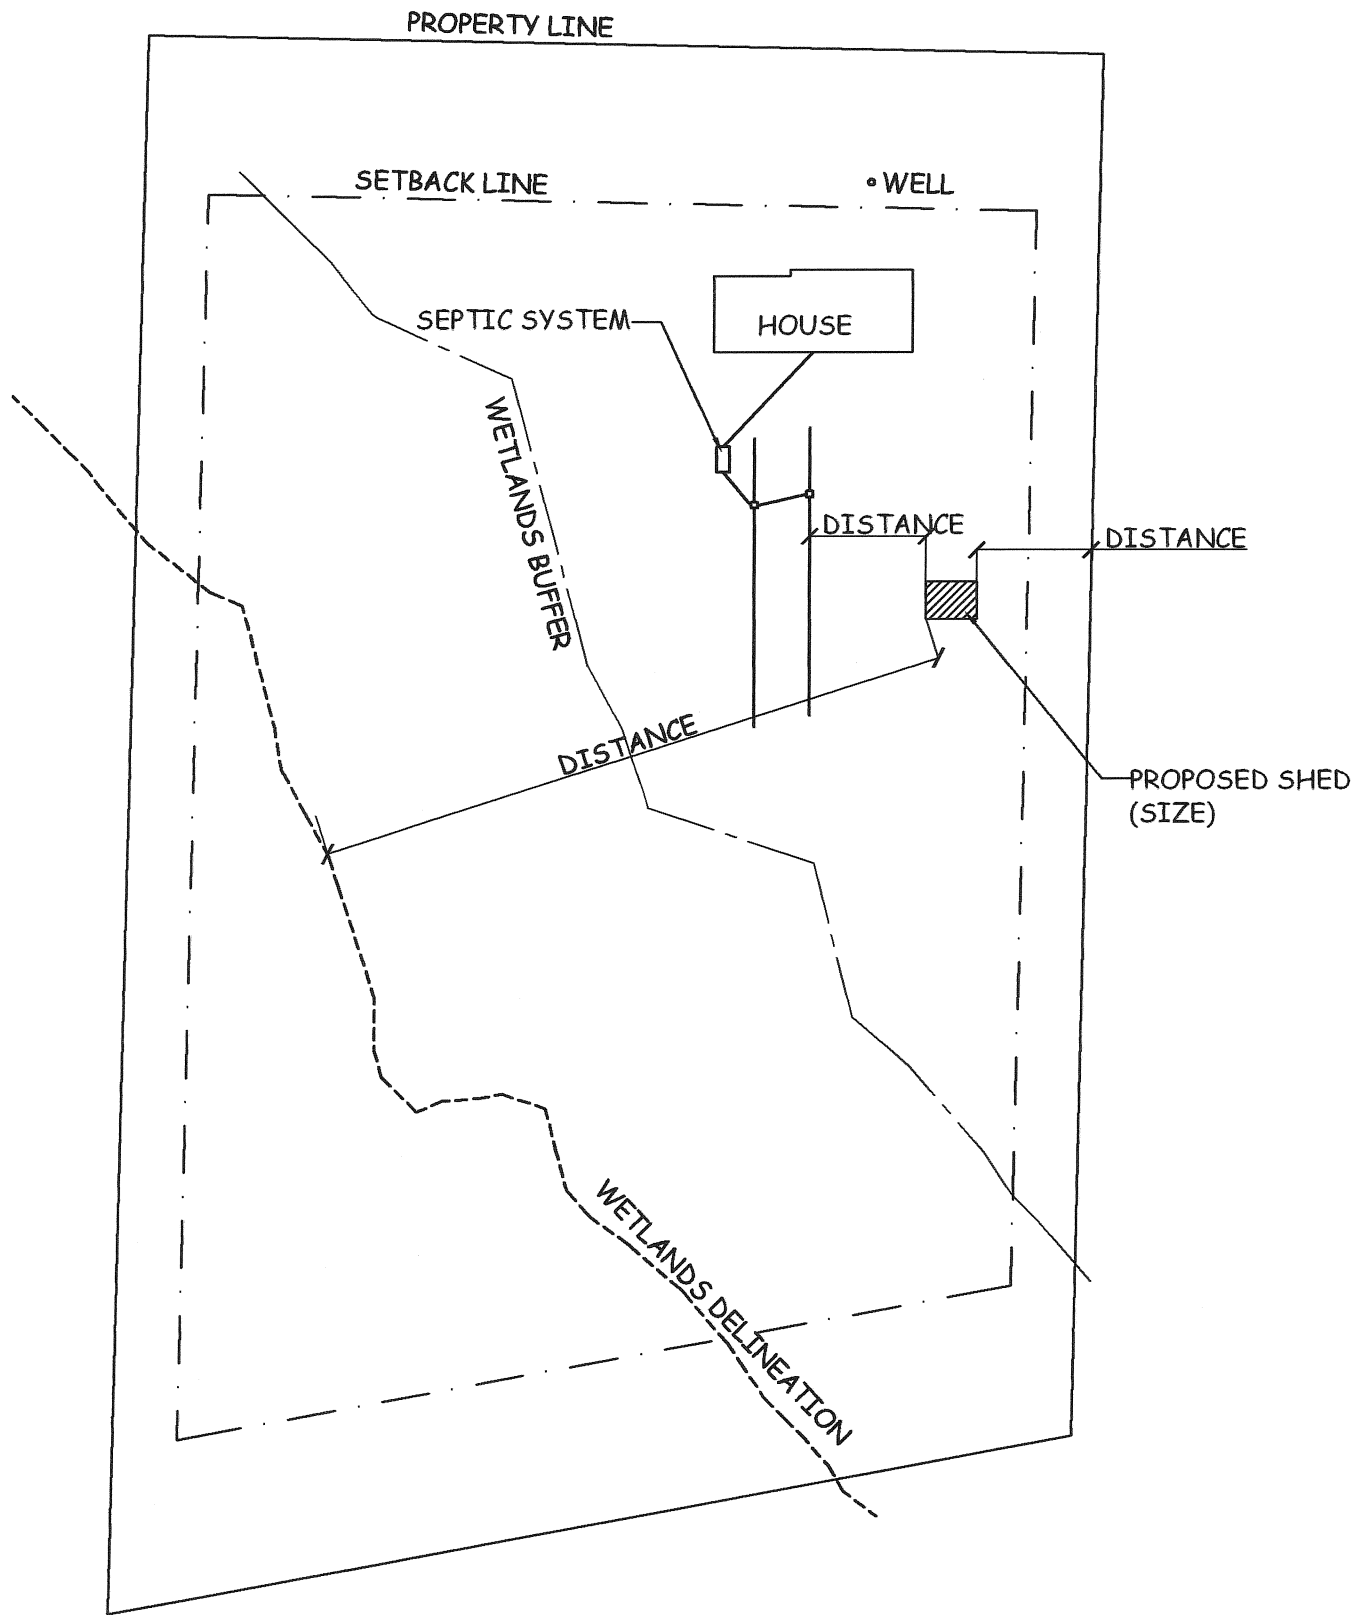 PROPERTY LINE
SETBACK LINE
WELL
SEPTIC SYSTEM
HOUSE
WETLANDS BUFFER
DISTANCE
DISTANCE
DISTANCE
PROPOSED SHED
(SIZE)
WETLANDS DELINEATION